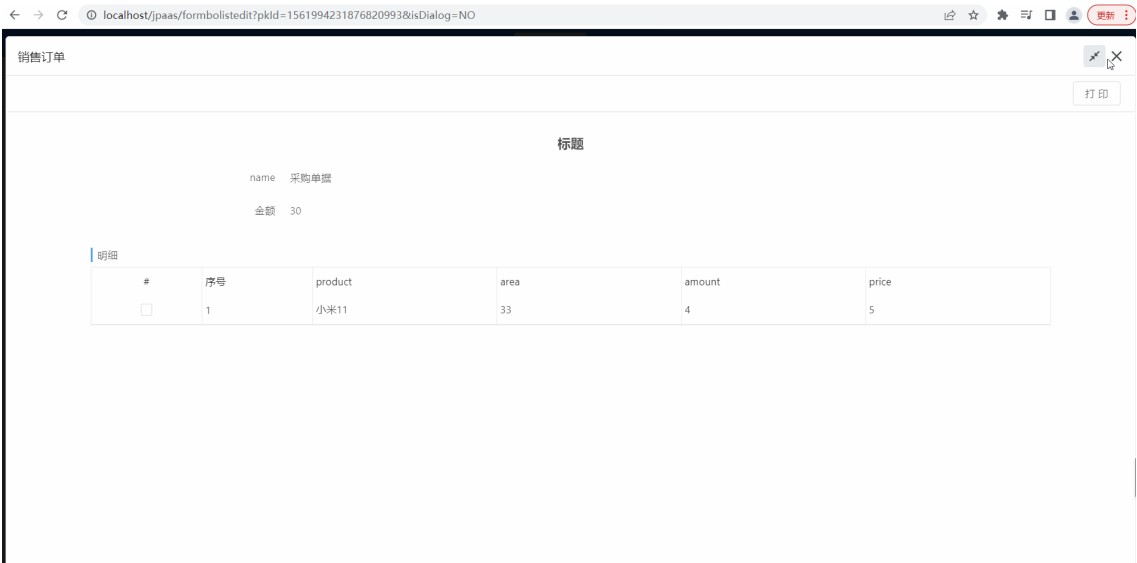 localhost/jpaas/formbolistedit?pkId=1561994231876820993&isDialog=NO
更新
销售订单
打 印
标题
name 采购单据
金额 30
明细
# 序号 product area amount price
1 小米11 33 4 5